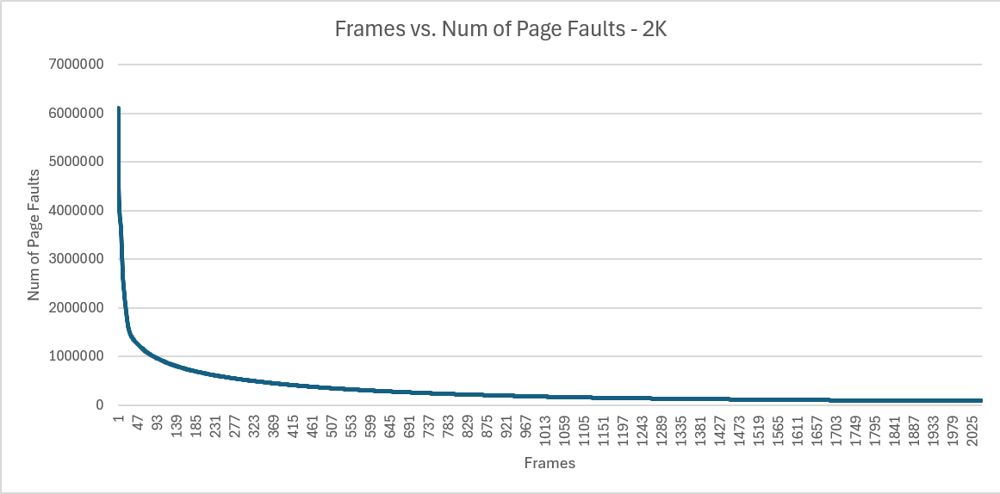 Frames vs. Num of Page Faults - 2K
7000000
6000000
5000000
4000000
3000000
2000000
1000000
0
Num of Page Faults
1 47 93 139 185 231 277 323 369 415 461 507 553 599 645 691 737 783 829 875 921 967 1013 1059 1105 1151 1197 1243 1289 1335 1381 1427 1473 1519 1565 1611 1657 1703 1749 1795 1841 1887 1933 1979 2025
Frames